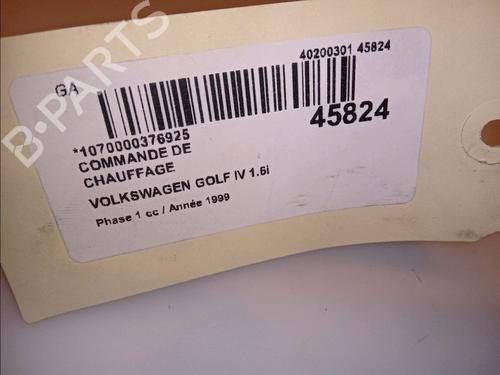 GA
40200301 45824
*1070000376925
45824
COMMANDE DE
CHAUFFAGE
VOLKSWAGEN GOLF IV 1.6i
Phase 1 cc / Année 1999
B-PARTS